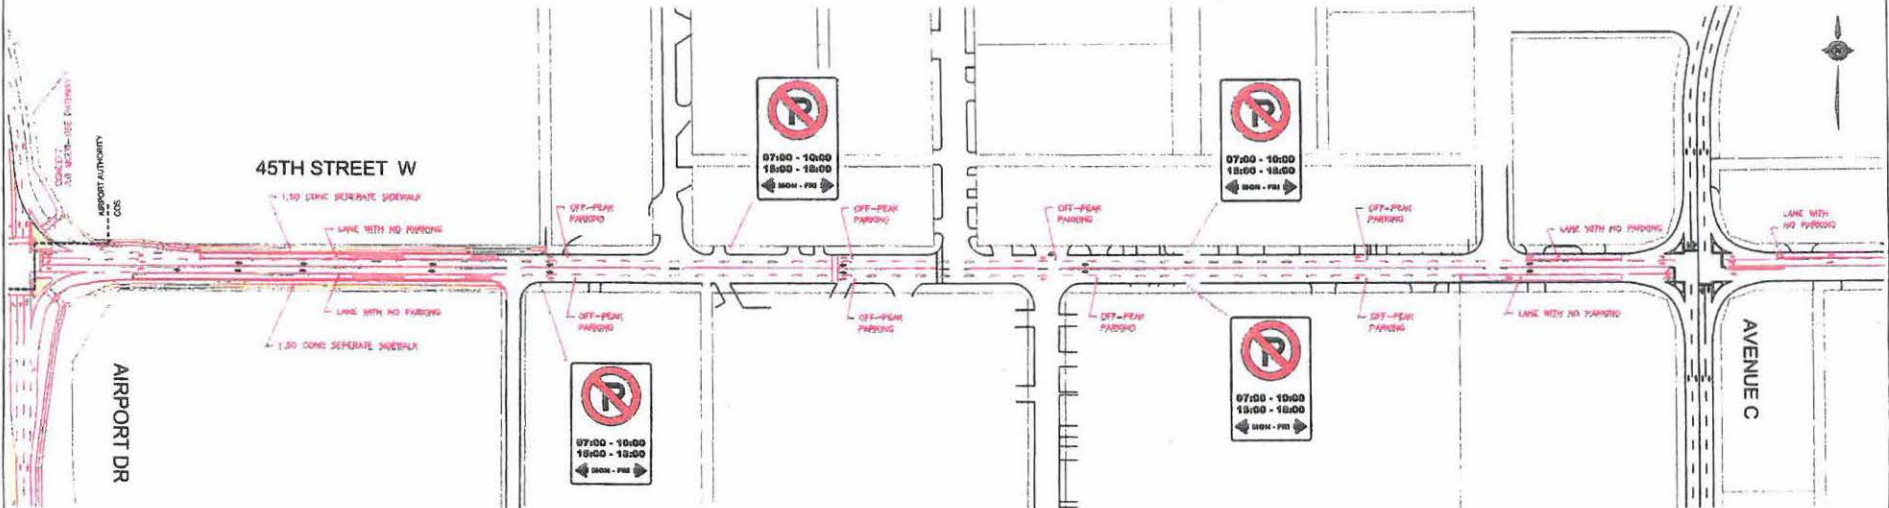 45TH STREET W
AIRPORT AUTHORITY
COS
1.50 CONC SEPERATE SIDEWALK
LANE WITH NO PARKING
OFF-PEAK
PARKING
P
07:00 - 10:00
15:00 - 18:00
MON - FRI
OFF-PEAK
PARKING
OFF-PEAK
PARKING
P
07:00 - 10:00
15:00 - 18:00
MON - FRI
OFF-PEAK
PARKING
LANE WITH NO PARKING
LANE WITH
NO PARKING
N
LANE WITH NO PARKING
1.50 CONC SEPERATE SIDEWALK
OFF-PEAK
PARKING
OFF-PEAK
PARKING
OFF-PEAK
PARKING
OFF-PEAK
PARKING
LANE WITH NO PARKING
AIRPORT DR
P
07:00 - 10:00
15:00 - 18:00
MON - FRI
P
07:00 - 10:00
15:00 - 18:00
MON - FRI
AVENUE C